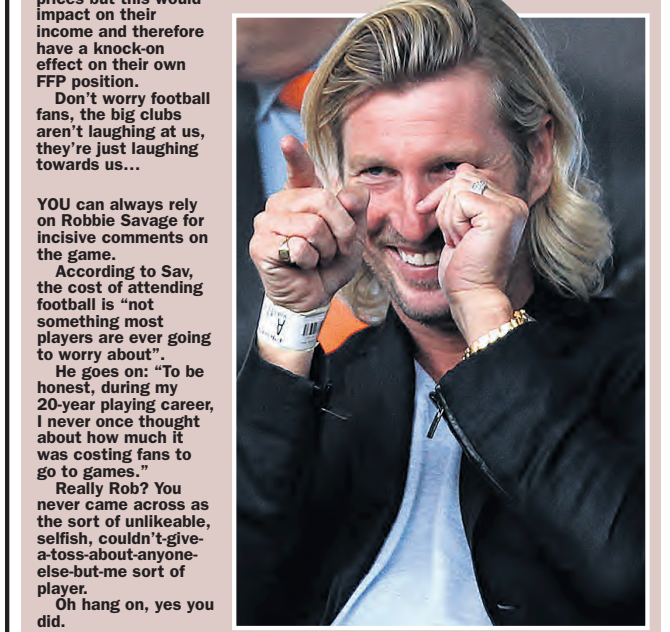 prices but this would
impact on their
income and therefore
have a knock-on
effect on their own
FFP position.
Don't worry football
fans, the big clubs
aren't laughing at us,
they're just laughing
towards us...
YOU can always rely
on Robbie Savage for
incisive comments on
the game.
According to Sav,
the cost of attending
football is “not
something most
players are ever going
to worry about”.
He goes on: “To be
honest, during my
20-year playing career,
I never once thought
about how much it
was costing fans to
go to games.”
Really Rob? You
never came across as
the sort of unlikeable,
selfish, couldn't-give-
a-toss-about-anyone-
else-but-me sort of
player.
Oh hang on, yes you
did.
A